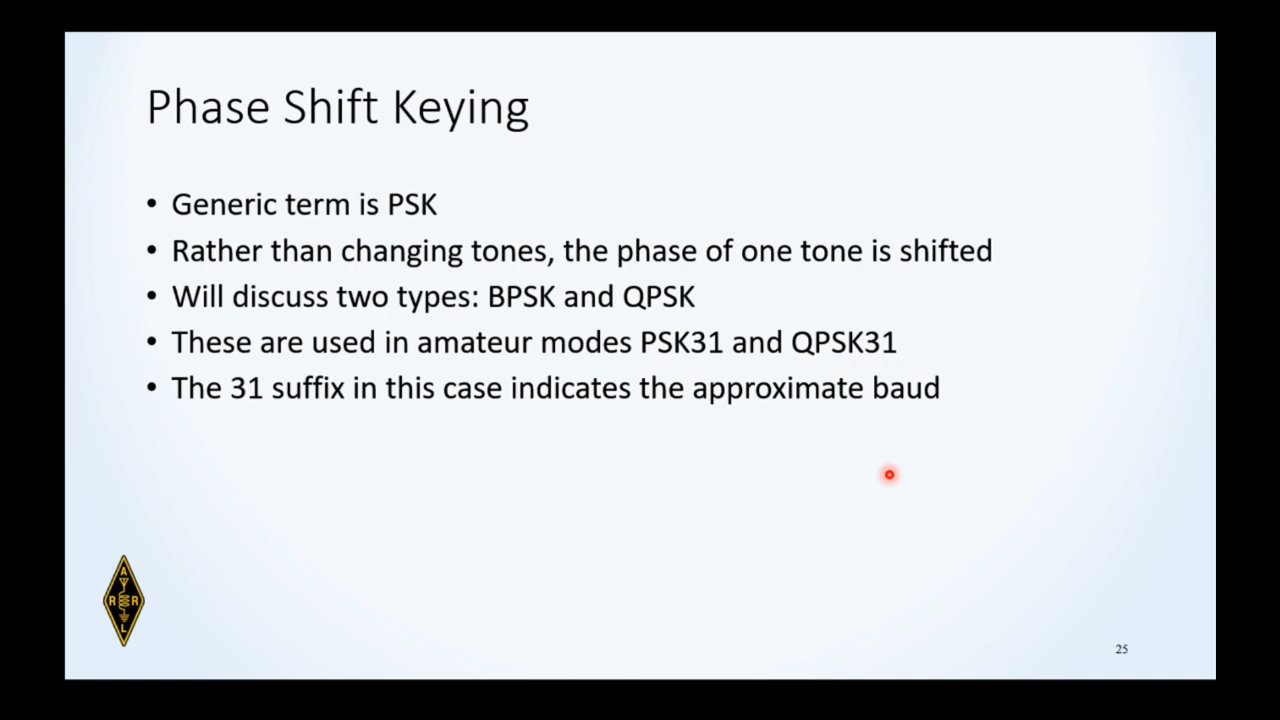 Phase Shift Keying
• Generic term is PSK
• Rather than changing tones, the phase of one tone is shifted
• Will discuss two types: BPSK and QPSK
• These are used in amateur modes PSK31 and QPSK31
• The 31 suffix in this case indicates the approximate baud
A
R R
L
25